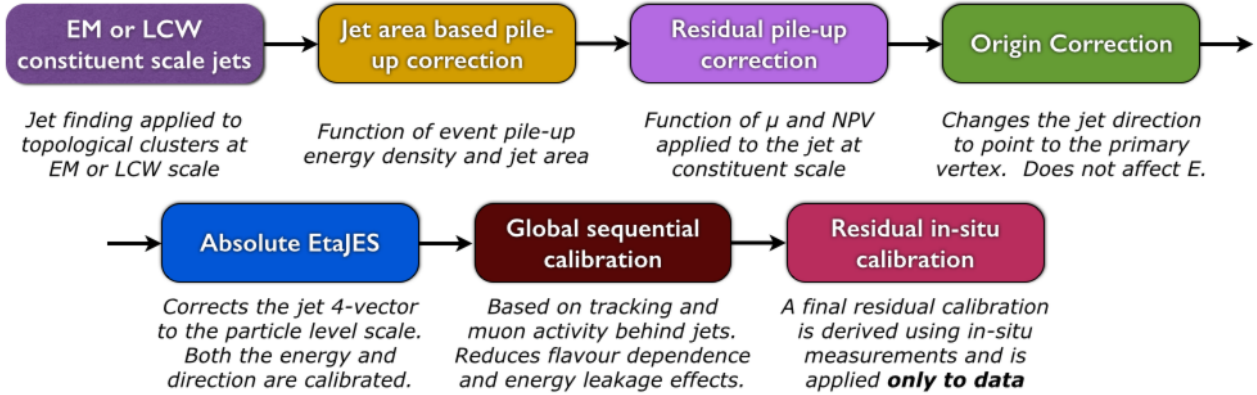 EM or LCW
constituent scale jets
Jet finding applied to
topological clusters at
EM or LCW scale
Jet area based pile-
up correction
Function of event pile-up
energy density and jet area
Residual pile-up
correction
Function of µ and NPV
applied to the jet at
constituent scale
Origin Correction
Changes the jet direction
to point to the primary
vertex. Does not affect E.
Absolute EtaJES
Corrects the jet 4-vector
to the particle level scale.
Both the energy and
direction are calibrated.
Global sequential
calibration
Based on tracking and
muon activity behind jets.
Reduces flavour dependence
and energy leakage effects.
Residual in-situ
calibration
A final residual calibration
is derived using in-situ
measurements and is
applied only to data